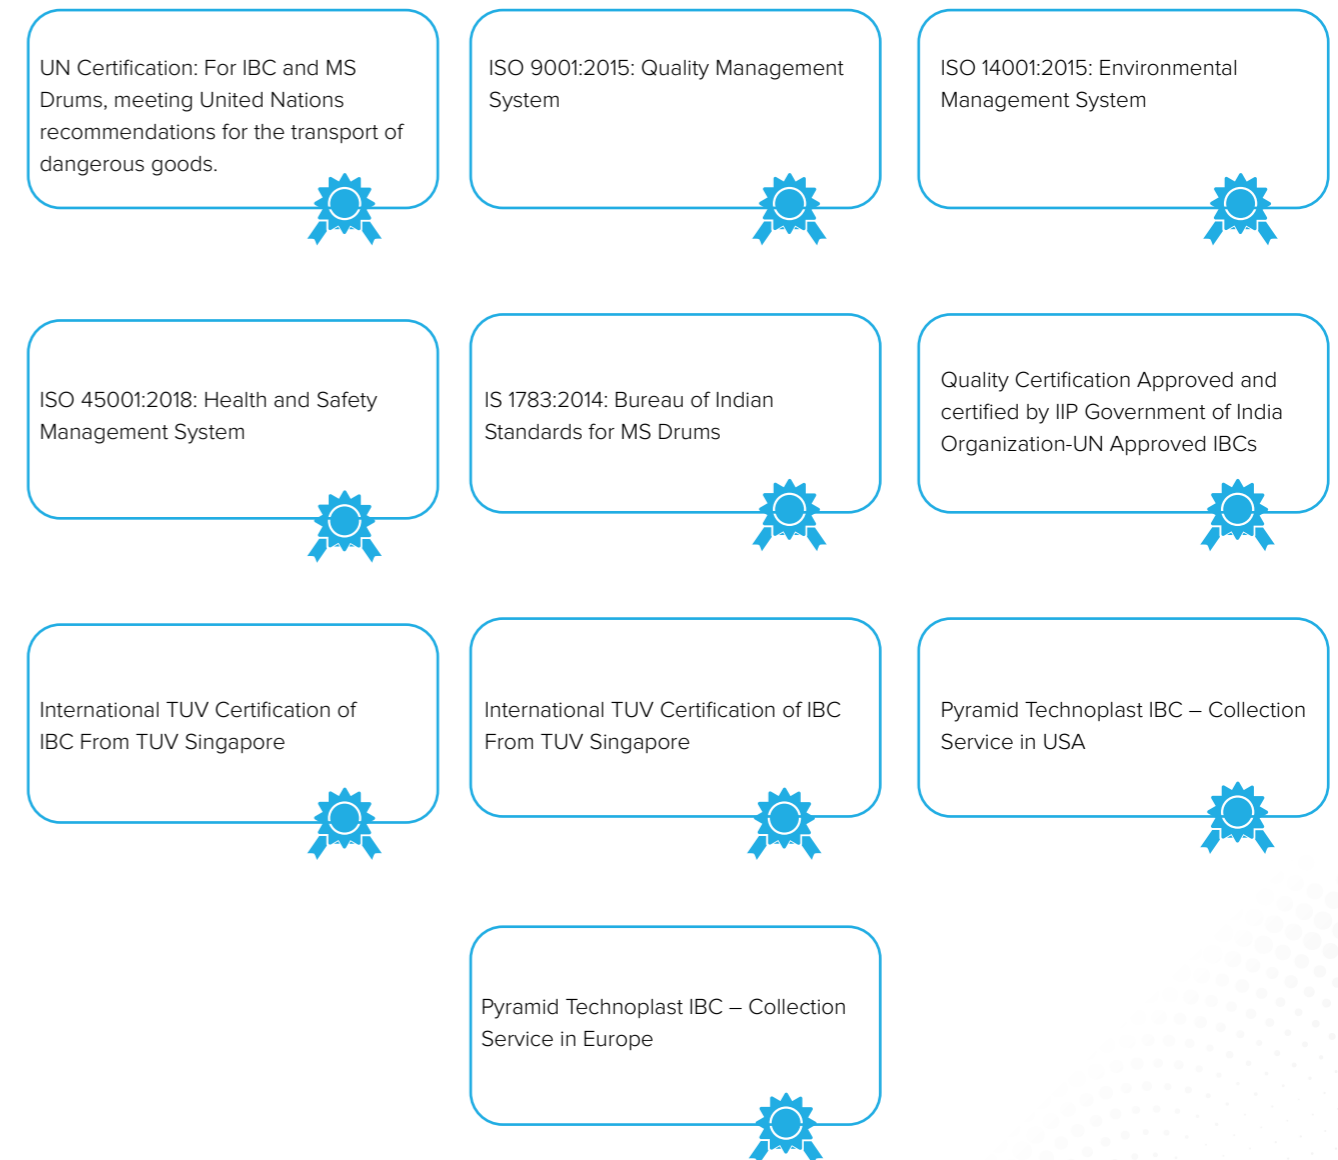 UN Certification: For IBC and MS
Drums, meeting United Nations
recommendations for the transport of
dangerous goods.
ISO 9001:2015: Quality Management
System
ISO 14001:2015: Environmental
Management System
ISO 45001:2018: Health and Safety
Management System
IS 1783:2014: Bureau of Indian
Standards for MS Drums
Quality Certification Approved and
certified by IIP Government of India
Organization-UN Approved IBCs
International TUV Certification of
IBC From TUV Singapore
International TUV Certification of IBC
From TUV Singapore
Pyramid Technoplast IBC – Collection
Service in USA
Pyramid Technoplast IBC – Collection
Service in Europe